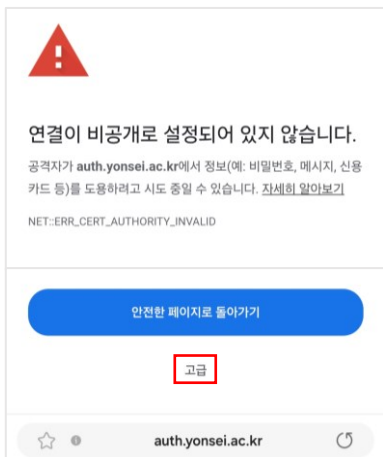 연결이 비공개로 설정되어 있지 않습니다.
공격자가 auth.yonsei.ac.kr에서 정보(예: 비밀번호, 메시지, 신용
카드 등)를 도용하려고 시도 중일 수 있습니다. 자세히 알아보기
NET::ERR_CERT_AUTHORITY_INVALID
안전한 페이지로 돌아가기
고급
auth.yonsei.ac.kr